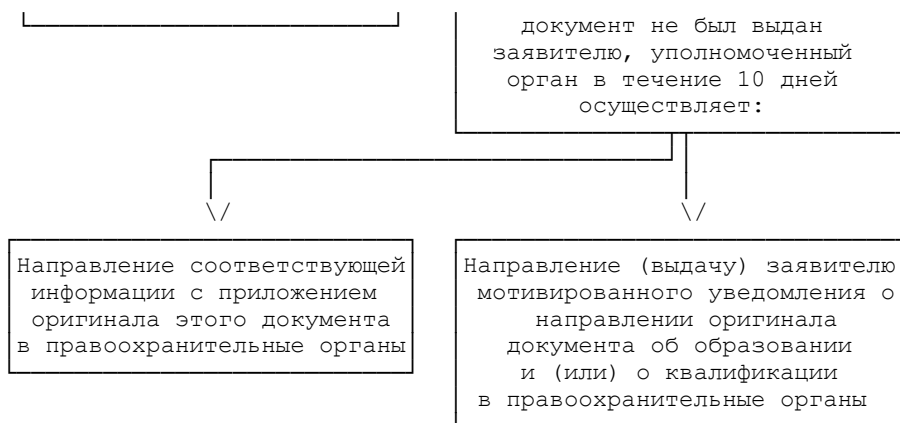 документ не был выдан
заявителю, уполномоченный
орган в течение 10 дней
осуществляет:
\/
\/
Направление соответствующей
информации с приложением
оригинала этого документа
в правоохранительные органы
Направление (выдачу) заявителю
мотивированного уведомления о
направлении оригинала
документа об образовании
и (или) о квалификации
в правоохранительные органы